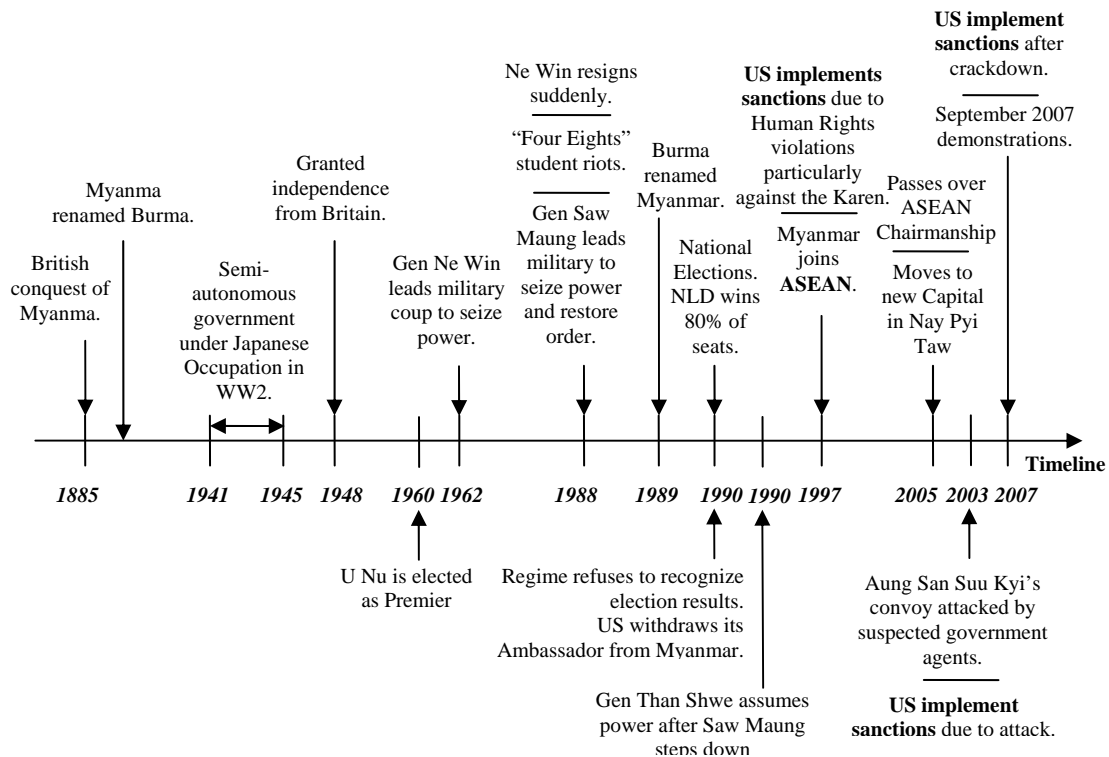 US implement
sanctions after
crackdown.
September 2007
demonstrations.
Ne Win resigns
suddenly.
“Four Eights”
student riots.
Gen Saw
Maung leads
military to
seize power
and restore
order.
US implements
sanctions due to
Human Rights
violations
particularly
against the Karen.
Myanmar
joins
ASEAN.
Burma
renamed
Myanmar.
Granted
independence
from Britain.
Myanma
renamed Burma.
Passes over
ASEAN
Chairmanship
Moves to
new Capital
in Nay Pyi
Taw
National
Elections.
NLD wins
80% of
seats.
Gen Ne Win
leads military
coup to seize
power.
British
conquest of
Myanma.
Semi-
autonomous
government
under Japanese
Occupation in
WW2.
Timeline
1885
1941
1945
1948
1960
1962
1988
1989
1990
1990
1997
2005
2003
2007
U Nu is elected
as Premier
Regime refuses to recognize
election results.
US withdraws its
Ambassador from Myanmar.
Gen Than Shwe assumes
power after Saw Maung
steps down
Aung San Suu Kyi’s
convoy attacked by
suspected government
agents.
US implement
sanctions due to attack.